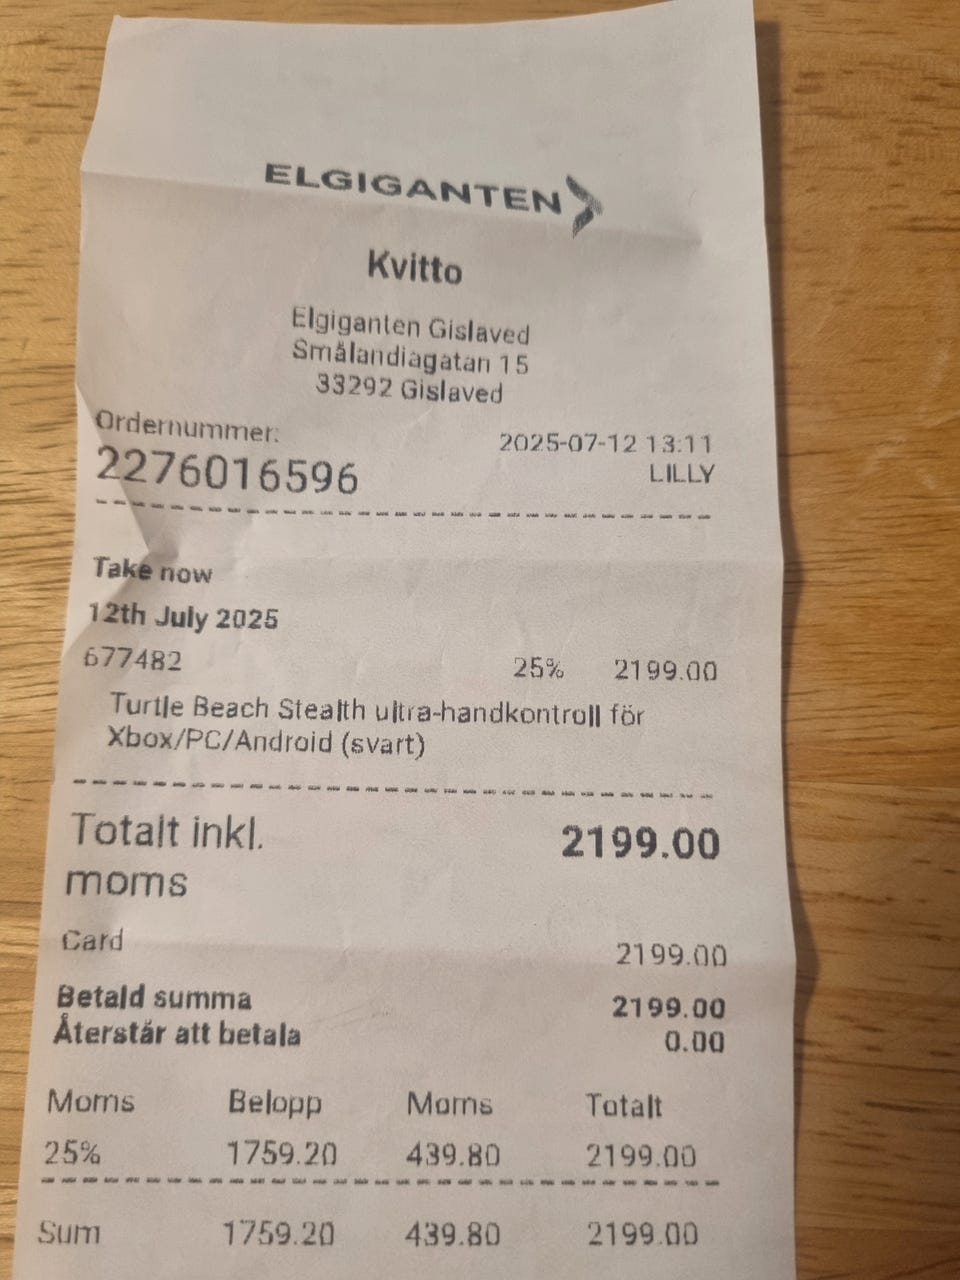 ELGIGANTEN
Kvitto
Elgiganten Gislaved
Smålandiagatan 15
33292 Gislaved
Ordernummer: 2025-07-12 13:11
2276016596 LILLY
Take now
12th July 2025
677482 25% 2199.00
Turtle Beach Stealth ultra-handkontroll för
Xbox/PC/Android (svart)
Totalt inkl. 2199.00
moms
Card 2199.00
Betald summa 2199.00
Återstår att betala 0.00
Moms Belopp Moms Totalt
25% 1759.20 439.80 2199.00
Sum 1759.20 439.80 2199.00